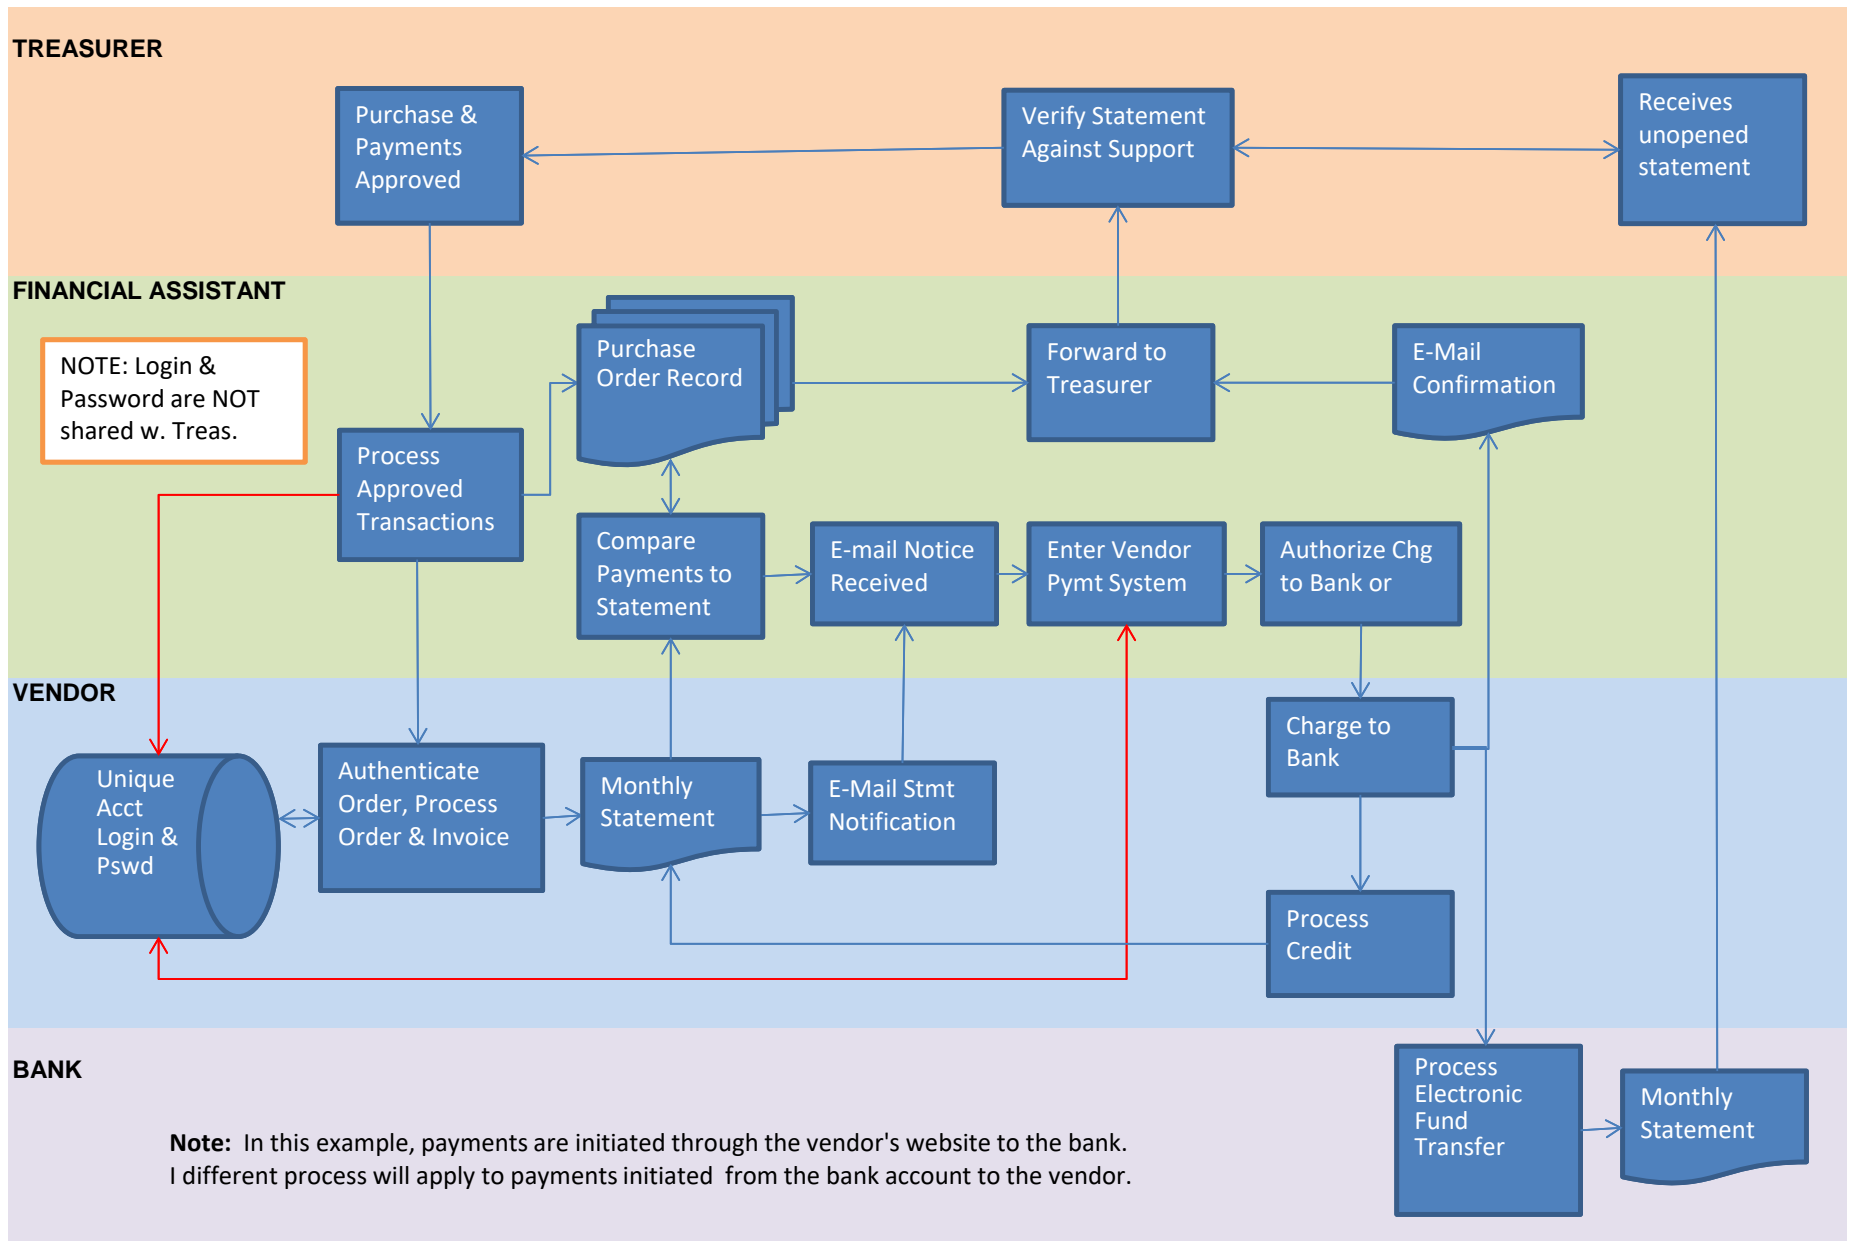 TREASURER
Purchase &
Payments
Approved
Verify Statement
Against Support
Receives
unopened
statement
FINANCIAL ASSISTANT
NOTE: Login &
Password are NOT
shared w. Treas.
Purchase
Order Record
Forward to
Treasurer
E-Mail
Confirmation
Process
Approved
Transactions
Compare
Payments to
Statement
E-mail Notice
Received
Enter Vendor
Pymt System
Authorize Chg
to Bank or
VENDOR
Unique
Acct
Login &
Pswd
Authenticate
Order, Process
Order & Invoice
Monthly
Statement
E-Mail Stmt
Notification
Charge to
Bank
Process
Credit
BANK
Process
Electronic
Fund
Transfer
Monthly
Statement
Note:  In this example, payments are initiated through the vendor's website to the bank.
I different process will apply to payments initiated  from the bank account to the vendor.